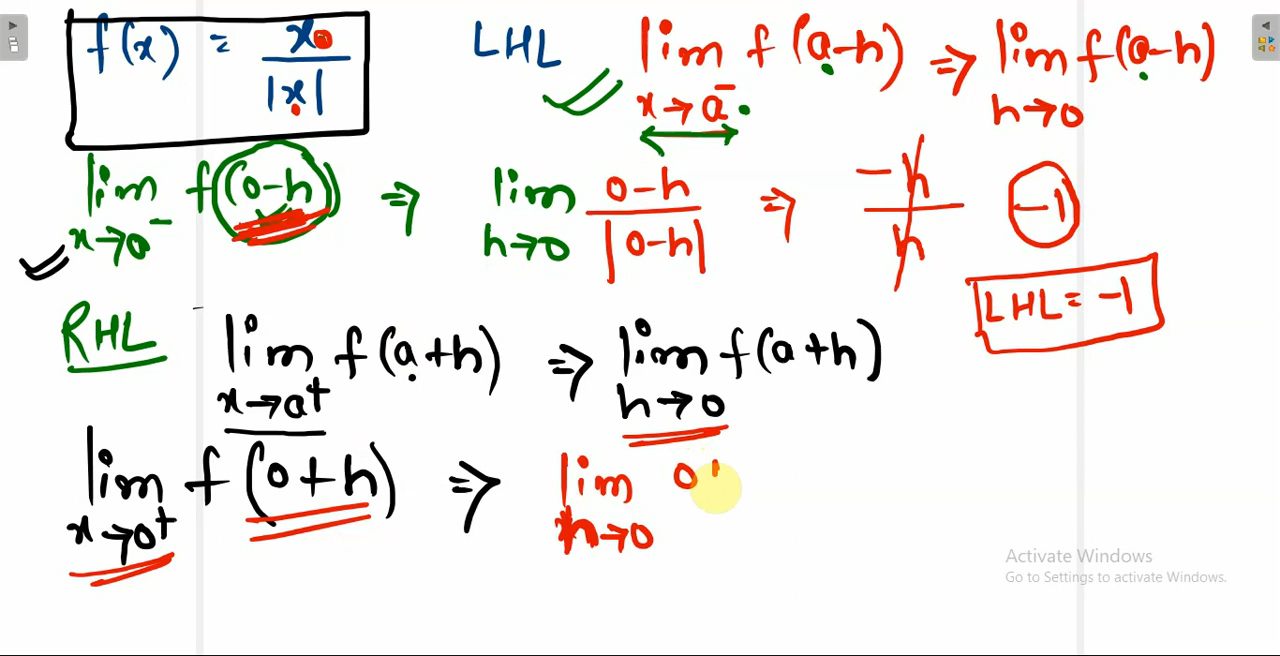 f(x) = x/|x| LHL lim x→a⁻ f(a-h) ⇒ lim h→0 f(a-h)
lim x→0⁻ f(0-h) ⇒ lim h→0 0-h/|0-h| ⇒ -h/h -1
LHL = -1
RHL lim x→a⁺ f(a+h) ⇒ lim h→0 f(a+h)
lim x→0⁺ f(0+h) ⇒ lim h→0 0
Activate Windows
Go to Settings to activate Windows.